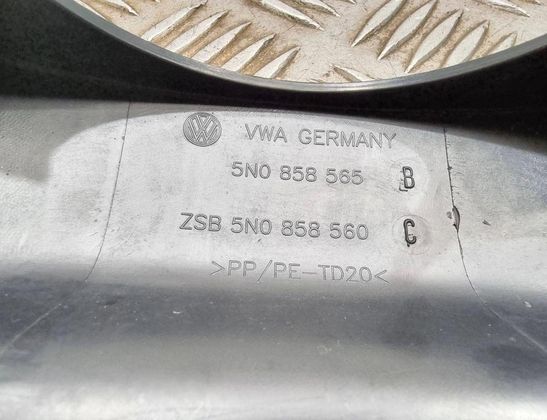 VWA GERMANY
5N0 858 565 B
ZSB 5N0 858 560 C
>PP/PE-TD20<